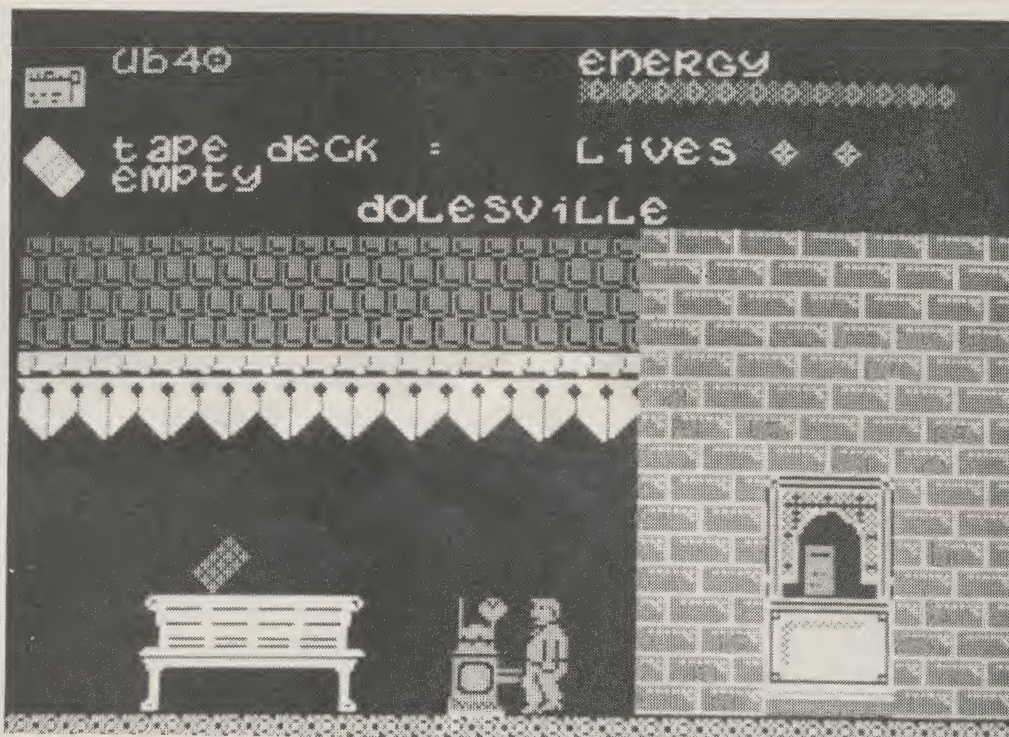 Ub40
ENERGY
tape deck =
empty
Lives
dOLESViLLE